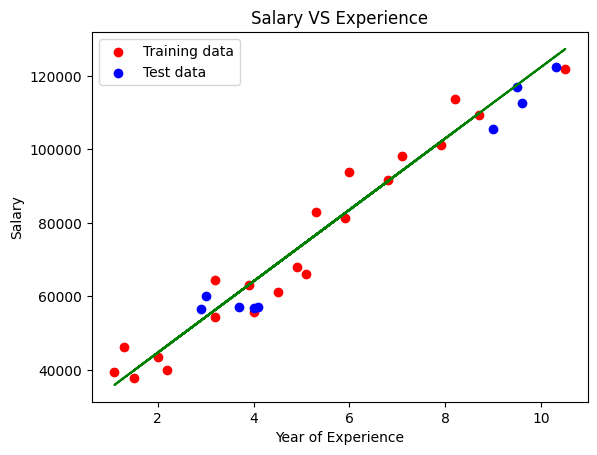 Salary VS Experience
Training data
Test data
120000
100000
80000
60000
40000
Salary
2
4
6
8
10
Year of Experience